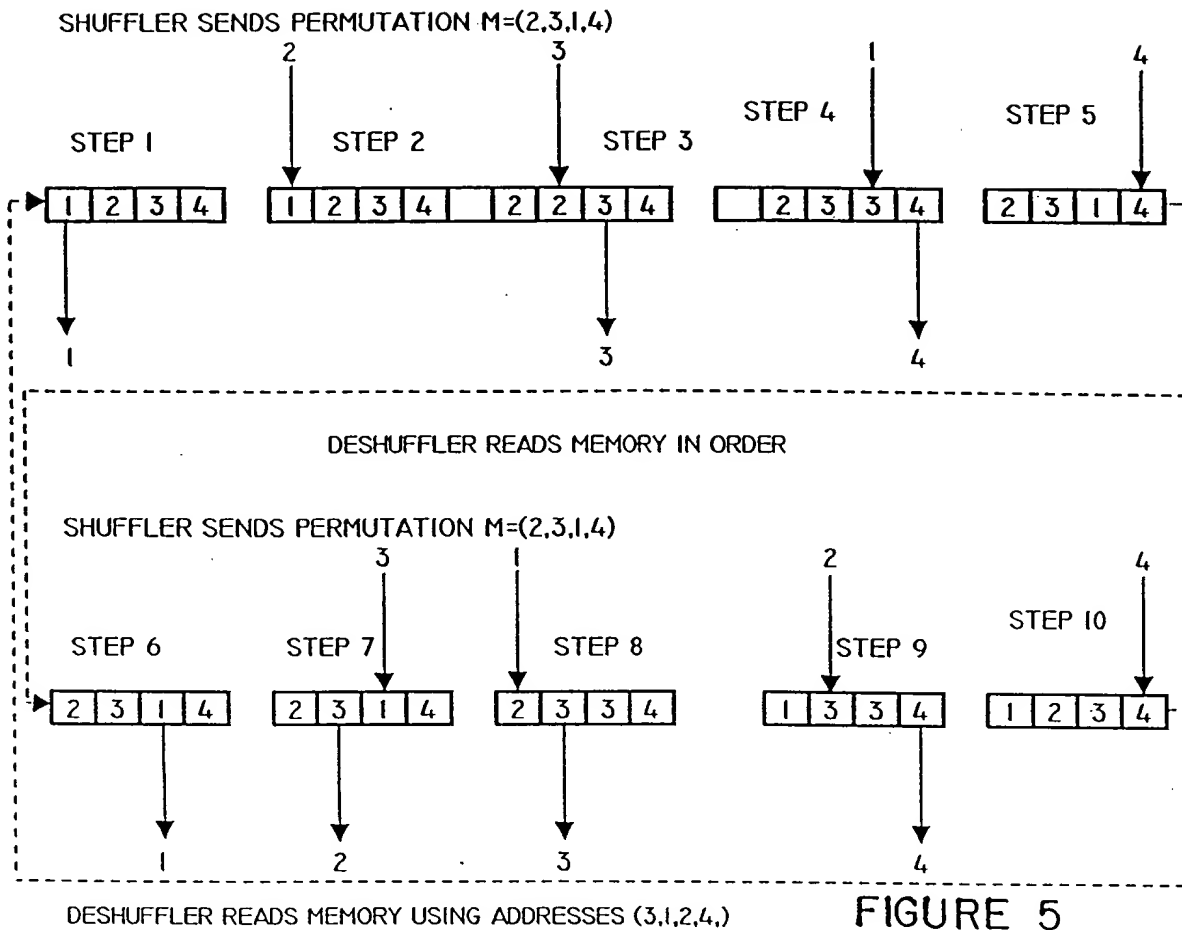 SHUFFLER SENDS PERMUTATION M=(2,3,1,4)
2 3 1 4
STEP 1 STEP 2 STEP 3 STEP 4 STEP 5
1 2 3 4 1 2 3 4 2 2 3 4 2 3 3 4 2 3 1 4
1 3 4
DESHUFFLER READS MEMORY IN ORDER
SHUFFLER SENDS PERMUTATION M=(2,3,1,4)
3 1 2 4
STEP 6 STEP 7 STEP 8 STEP 9 STEP 10
2 3 1 4 2 3 1 4 2 3 3 4 1 3 3 4 1 2 3 4
1 2 3 4
DESHUFFLER READS MEMORY USING ADDRESSES (3,1,2,4,)
FIGURE 5